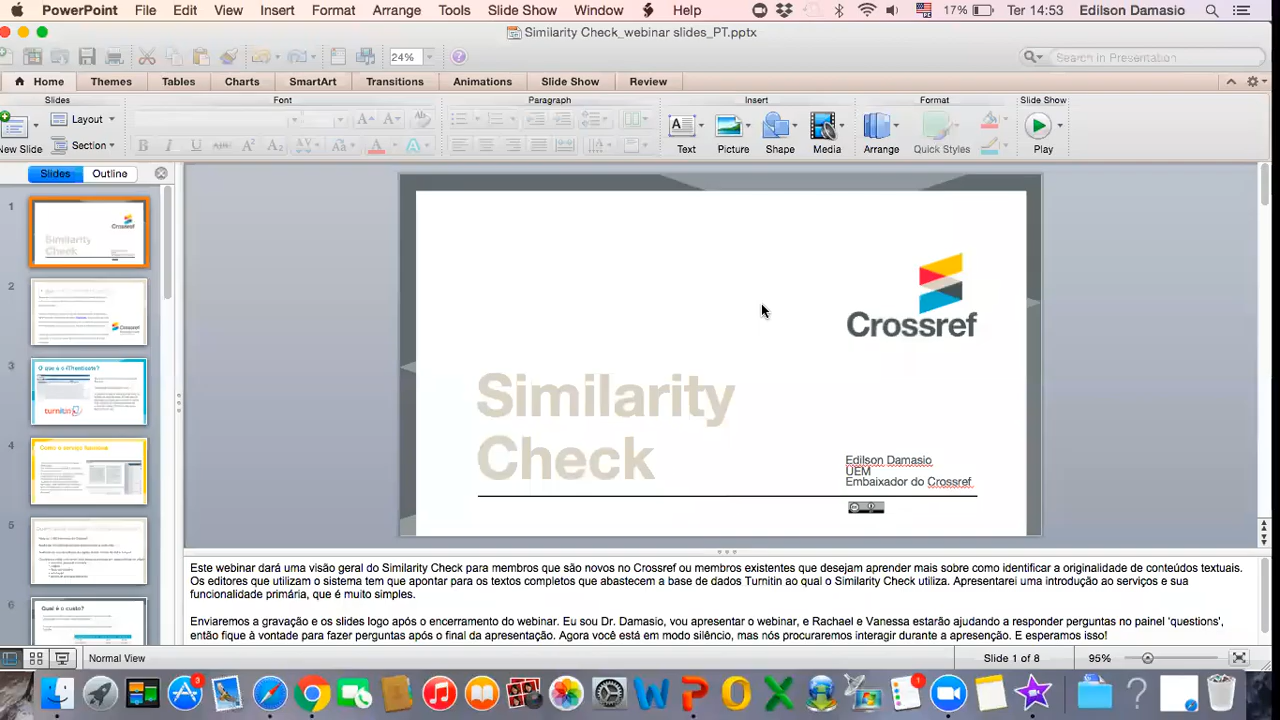 PowerPoint File Edit View Insert Format Arrange Tools Slide Show Window Help 17% Ter 14:53 Edilson Damasio
Similarity Check_webinar slides_PT.pptx
24% Search in Presentation
Home Themes Tables Charts SmartArt Transitions Animations Slide Show Review
Slides Font Paragraph Insert Format Slide Show
Layout
New Slide Section Text Picture Shape Media Arrange Quick Styles Play
Slides Outline
1
Crossref
Similarity
Check
2
3
O que é o iThenticate?
turnitin
4
Como o serviço funciona
5
6
Qual é o custo?
Crossref
Similarity
Check
Edilson Damasio
UEM
Embaixador do Crossref
Este webinar dará uma visão geral do Similarity Check para membros que são novos no Crossref ou membros existentes que desejam aprender mais sobre como identificar a originalidade de conteúdos textuais.
Os editores que utilizam o sistema tem que apontar para os textos completos que abastecem a base de dados Turnitin ao qual o Similarity Check utiliza. Apresentarei uma introdução ao serviços e sua
funcionalidade primária, que é muito simples.
Enviaremos a gravação e os slides logo após o encerramento do webinar. Eu sou Dr. Damasio, vou apresentar o webinar, e Rachael e Vanessa estarão ajudando a responder perguntas no painel 'questions',
então fique à vontade para fazer perguntas após o final da apresentação. Agora você está em modo silêncio, mas nós procuraremos interagir durante a apresenção. E esperamos isso!
Normal View Slide 1 of 8 95%
3
1